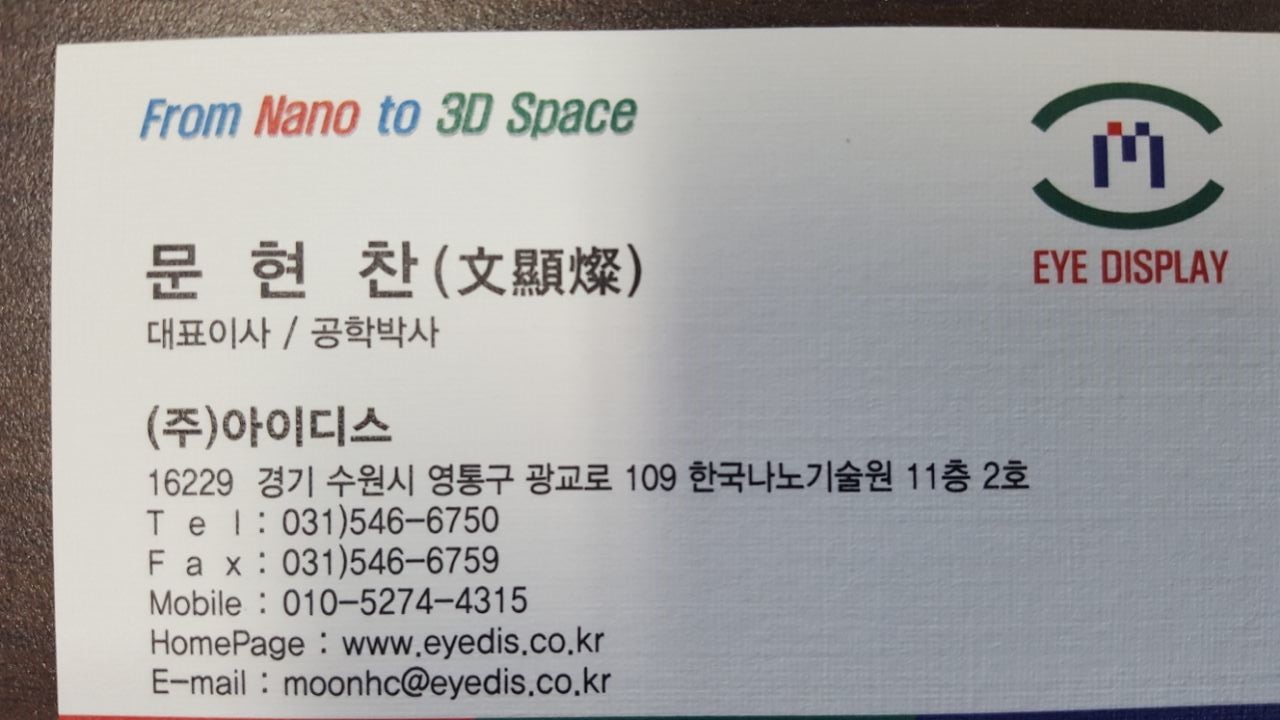 From Nano to 3D Space
EYE DISPLAY
문 현 찬(文顯燦)
대표이사 / 공학박사
(주)아이디스
16229 경기 수원시 영통구 광교로 109 한국나노기술원 11층 2호
T e l : 031)546-6750
F a x : 031)546-6759
Mobile : 010-5274-4315
HomePage : www.eyedis.co.kr
E-mail : moonhc@eyedis.co.kr